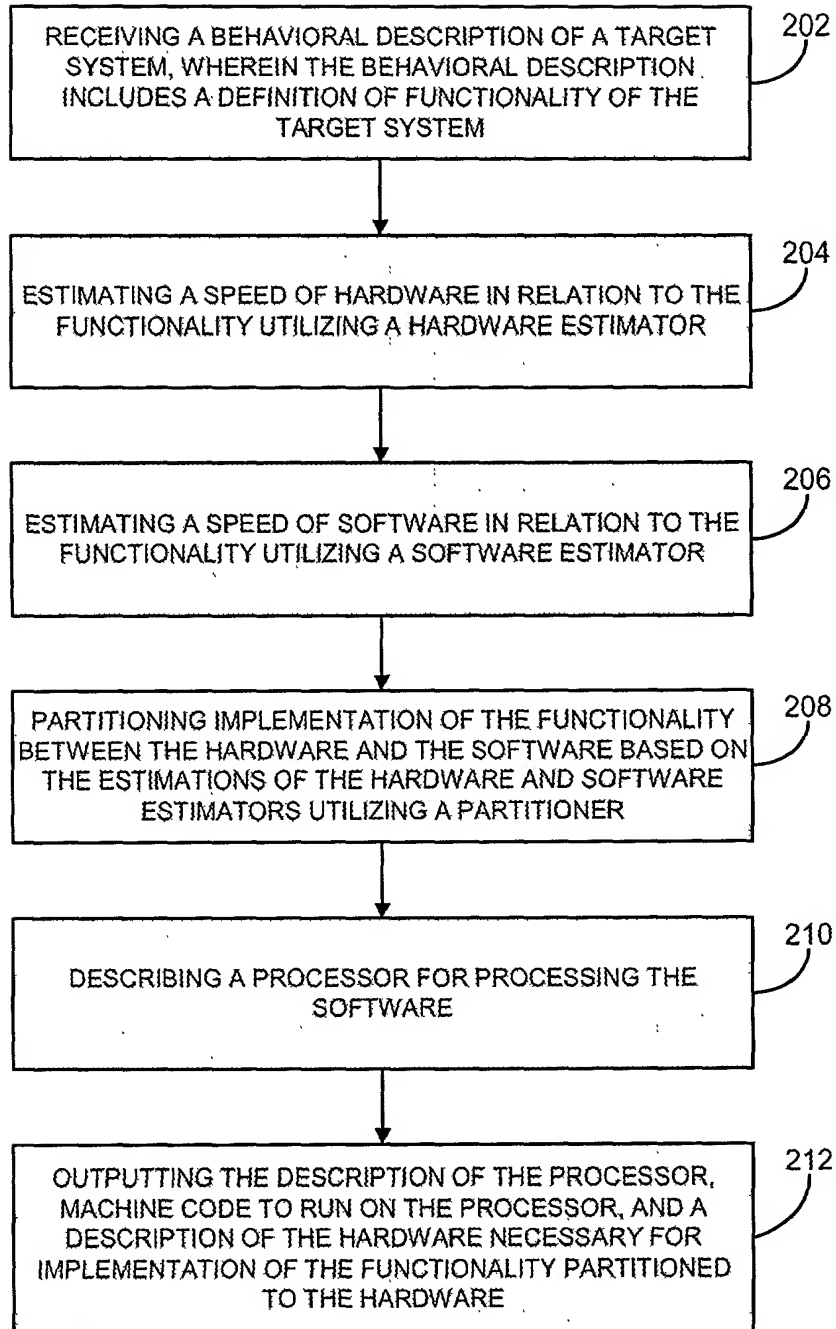 RECEIVING A BEHAVIORAL DESCRIPTION OF A TARGET
SYSTEM, WHEREIN THE BEHAVIORAL DESCRIPTION
INCLUDES A DEFINITION OF FUNCTIONALITY OF THE
TARGET SYSTEM
202
ESTIMATING A SPEED OF HARDWARE IN RELATION TO THE
FUNCTIONALITY UTILIZING A HARDWARE ESTIMATOR
204
ESTIMATING A SPEED OF SOFTWARE IN RELATION TO THE
FUNCTIONALITY UTILIZING A SOFTWARE ESTIMATOR
206
PARTITIONING IMPLEMENTATION OF THE FUNCTIONALITY
BETWEEN THE HARDWARE AND THE SOFTWARE BASED ON
THE ESTIMATIONS OF THE HARDWARE AND SOFTWARE
ESTIMATORS UTILIZING A PARTITIONER
208
DESCRIBING A PROCESSOR FOR PROCESSING THE
SOFTWARE
210
OUTPUTTING THE DESCRIPTION OF THE PROCESSOR,
MACHINE CODE TO RUN ON THE PROCESSOR, AND A
DESCRIPTION OF THE HARDWARE NECESSARY FOR
IMPLEMENTATION OF THE FUNCTIONALITY PARTITIONED
TO THE HARDWARE
212